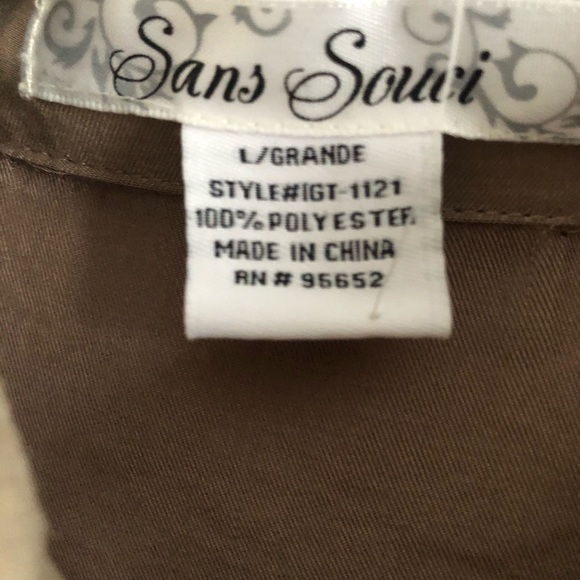 Sans Souci
L/GRANDE
STYLE#IGT-1121
100%POLYESTER
MADE IN CHINA
RN# 95652